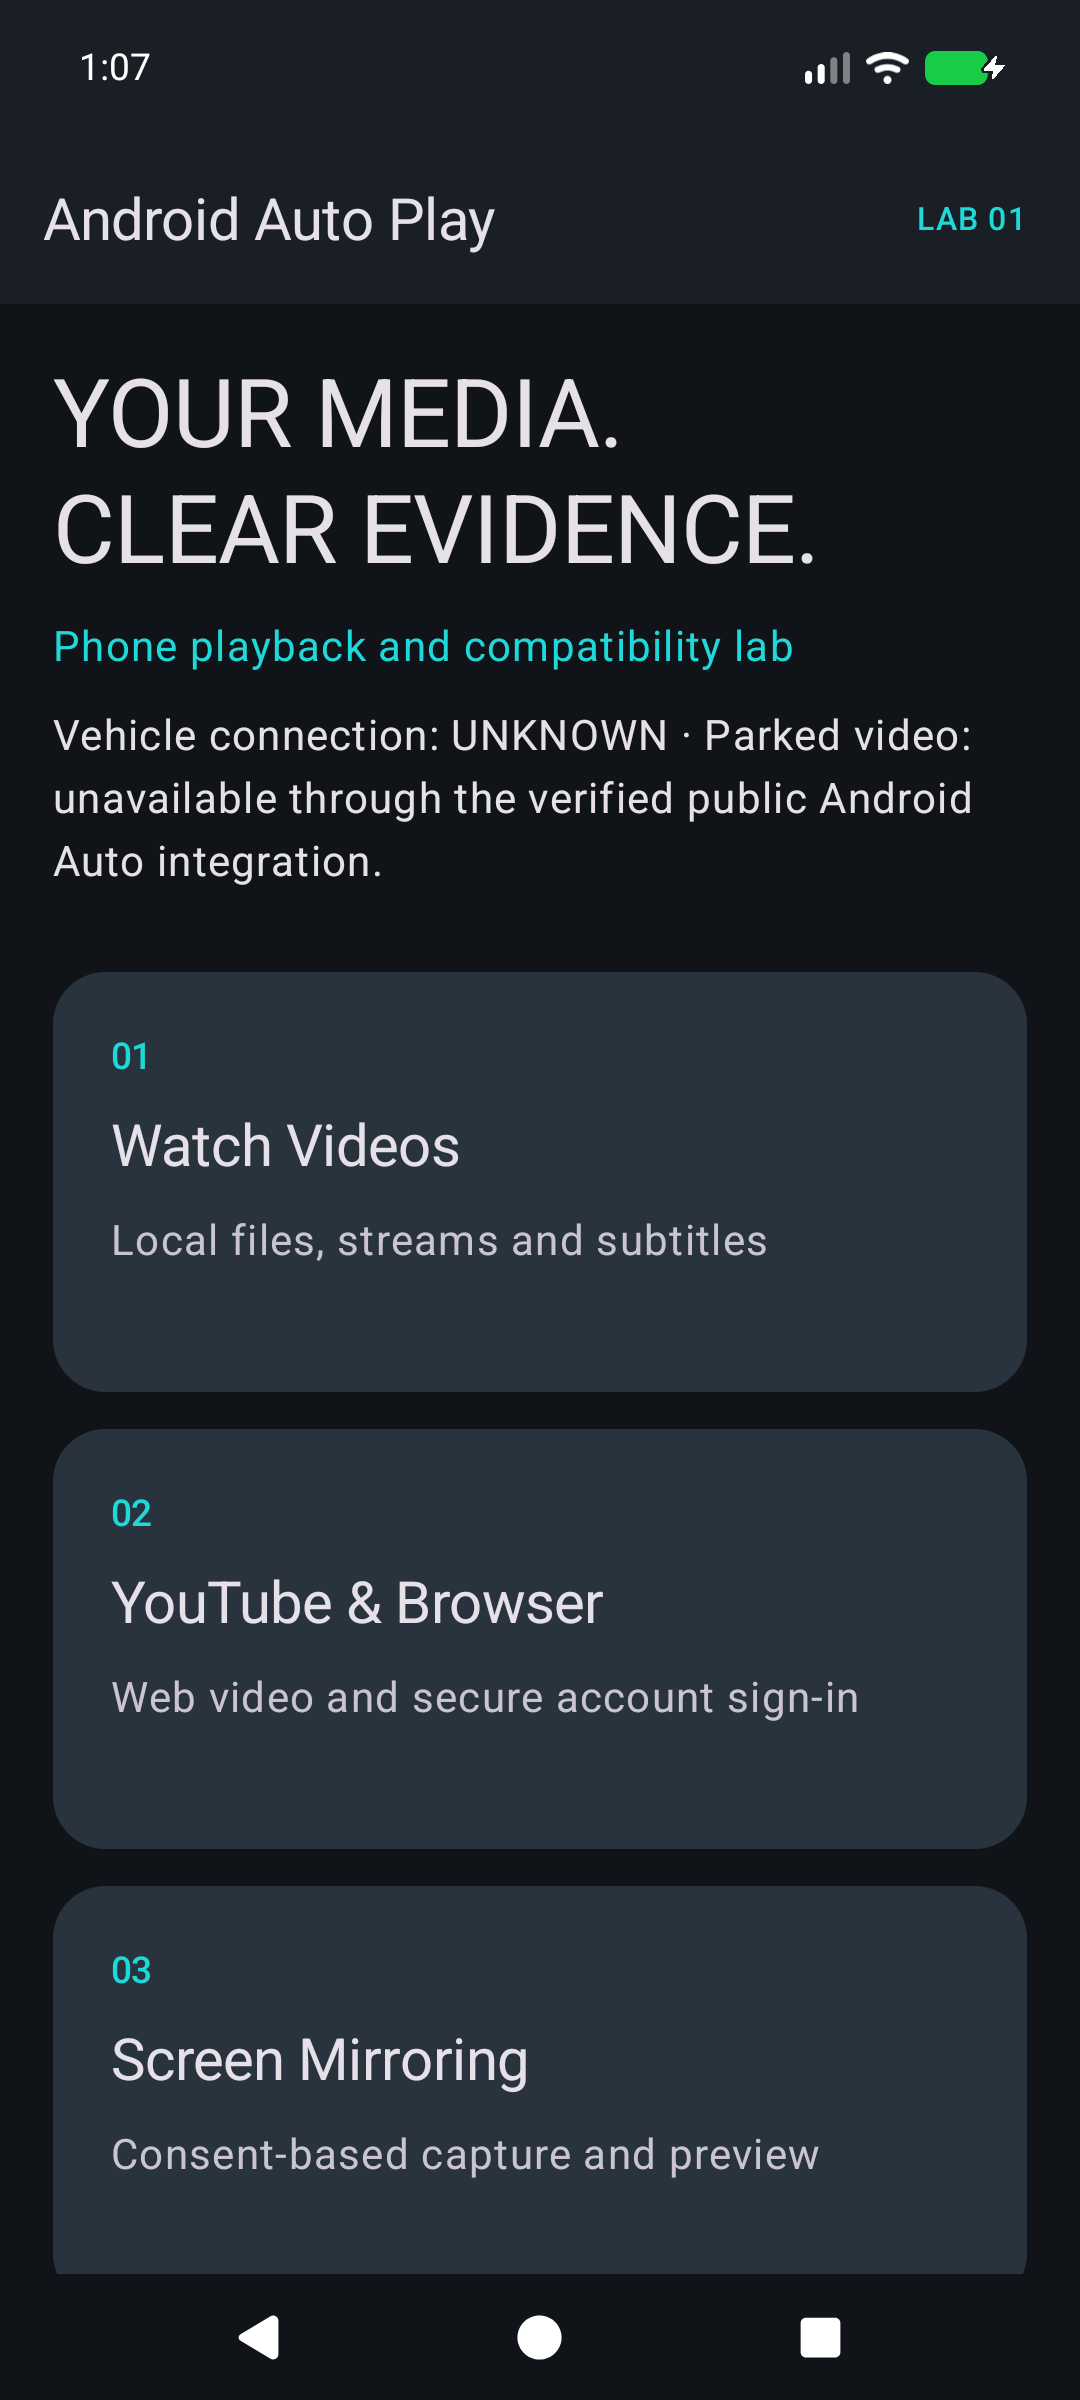 1:07
Android Auto Play
LAB 01
YOUR MEDIA.
CLEAR EVIDENCE.
Phone playback and compatibility lab
Vehicle connection: UNKNOWN · Parked video:
unavailable through the verified public Android
Auto integration.
01
Watch Videos
Local files, streams and subtitles
02
YouTube & Browser
Web video and secure account sign-in
03
Screen Mirroring
Consent-based capture and preview